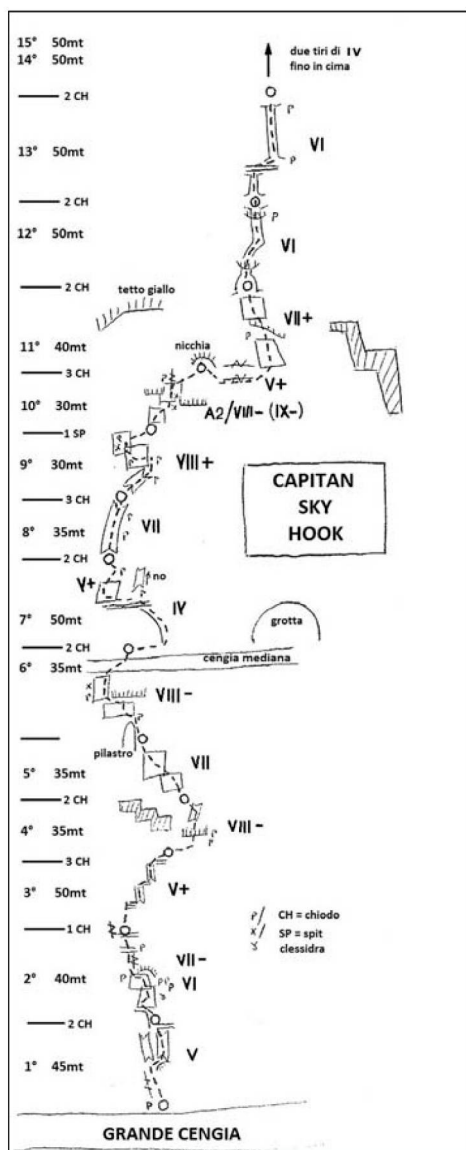 15° 50mt
14° 50mt
due tiri di IV
fino in cima
2 CH
VI
13° 50mt
2 CH
12° 50mt
VI
2 CH
tetto giallo
VII+
11° 40mt
nicchia
3 CH
V+
10° 30mt
A2/VIII- (IX-)
1 SP
9° 30mt
VIII+
CAPITAN
SKY
HOOK
3 CH
VII
8° 35mt
2 CH
no
V+
IV
7° 50mt
grotta
2 CH
cengia mediana
6° 35mt
VIII-
pilastro
VII
5° 35mt
2 CH
VIII-
4° 35mt
3 CH
V+
3° 50mt
CH = chiodo
SP = spit
clessidra
1 CH
VII-
2° 40mt
VI
2 CH
V
1° 45mt
GRANDE CENGIA